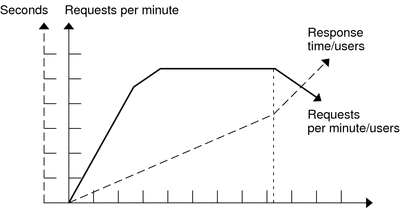 Seconds
Requests per minute
Response
time/users
Requests
per minute/users